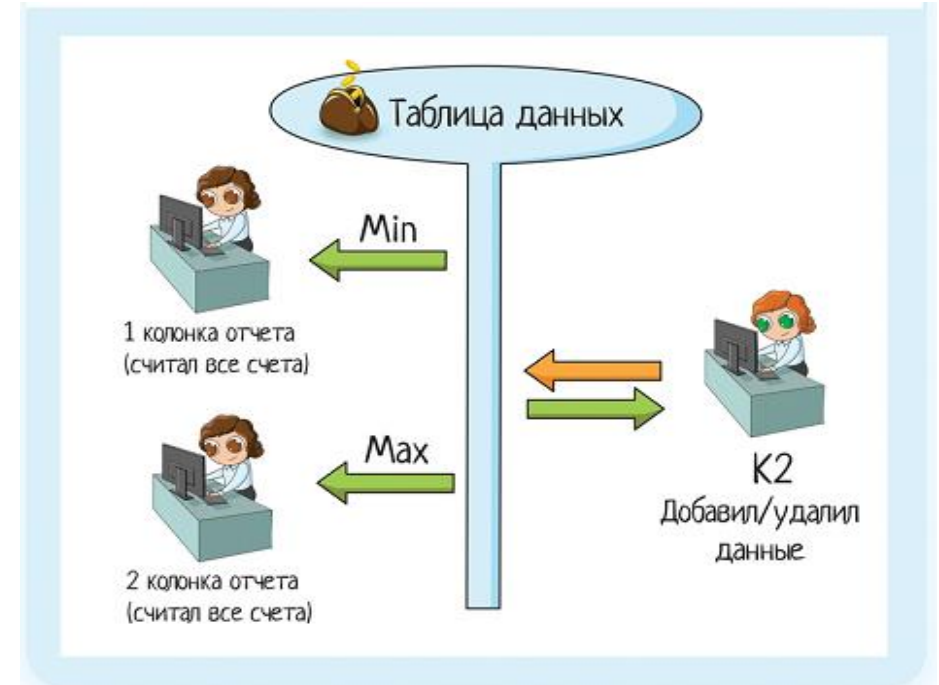 Таблица данных
Min
1 колонка отчета
(считал все счета)
Max
2 колонка отчета
(считал все счета)
К2
Добавил/удалил
данные